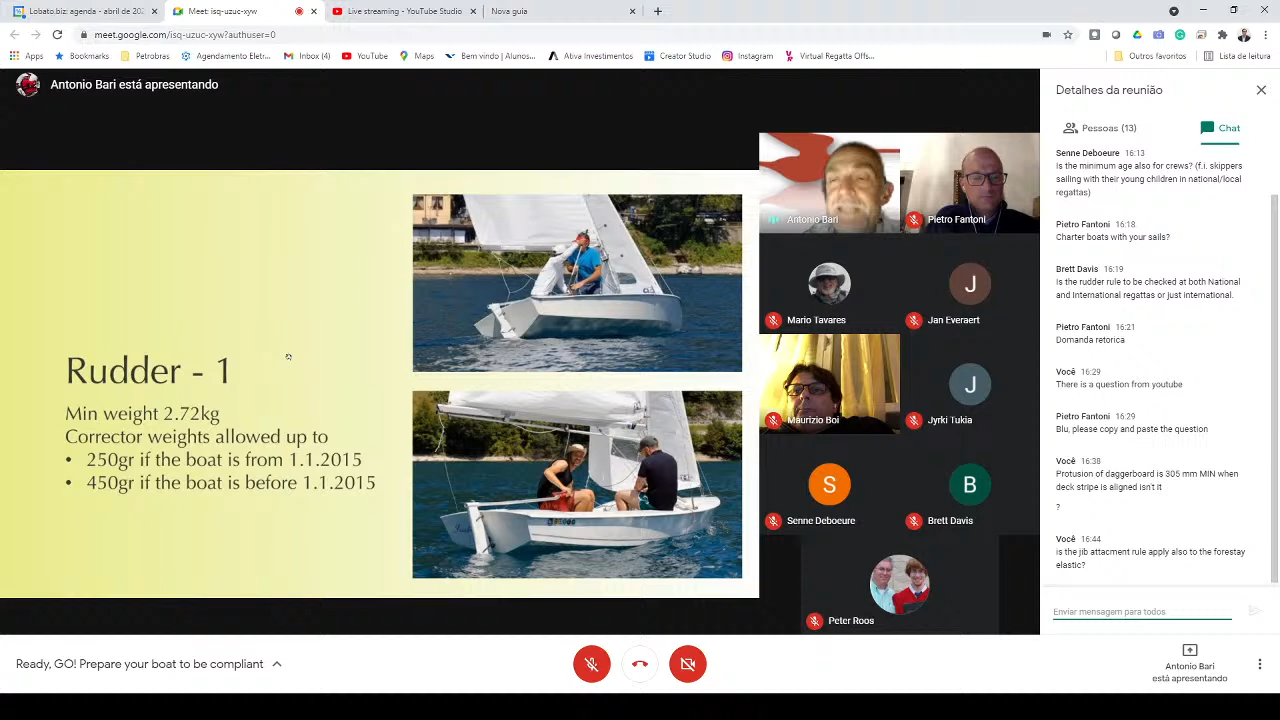 Lobato.biz: agenda - abril de 202
Meet: isq-uzuc-xyw
Live streaming - YouTube Studio
Nova guia
meet.google.com/isq-uzuc-xyw?authuser=0
Apps
Bookmarks
Petrobras
Agendamento Eletr...
Inbox (4)
YouTube
Maps
Bem vindo | Alunos...
Ativa Investimentos
Creator Studio
Instagram
Virtual Regatta Offs...
Outros favoritos
Lista de leitura
Antonio Bari está apresentando
Rudder - 1
Min weight 2.72kg
Corrector weights allowed up to
• 250gr if the boat is from 1.1.2015
• 450gr if the boat is before 1.1.2015
Antonio Bari
Pietro Fantoni
Mario Tavares
J
Jan Everaert
Maurizio Boi
J
Jyrki Tukia
S
Senne Deboeure
B
Brett Davis
Peter Roos
Detalhes da reunião
Pessoas (13)
Chat
Senne Deboeure 16:13
Is the minimum age also for crews? (f.i. skippers
sailing with their young children in national/local
regattas)
Pietro Fantoni 16:18
Charter boats with your sails?
Brett Davis 16:19
Is the rudder rule to be checked at both National
and International regattas or just international.
Pietro Fantoni 16:21
Domanda retorica
Você 16:29
There is a question from youtube
Pietro Fantoni 16:29
Blu, please copy and paste the question
Você 16:38
Protusion of daggerboard is 305 mm MIN when
deck stripe is aligned isn't it
?
Você 16:44
is the jib attacment rule apply also to the forestay
elastic?
Enviar mensagem para todos
Ready, GO! Prepare your boat to be compliant
Antonio Bari
está apresentando